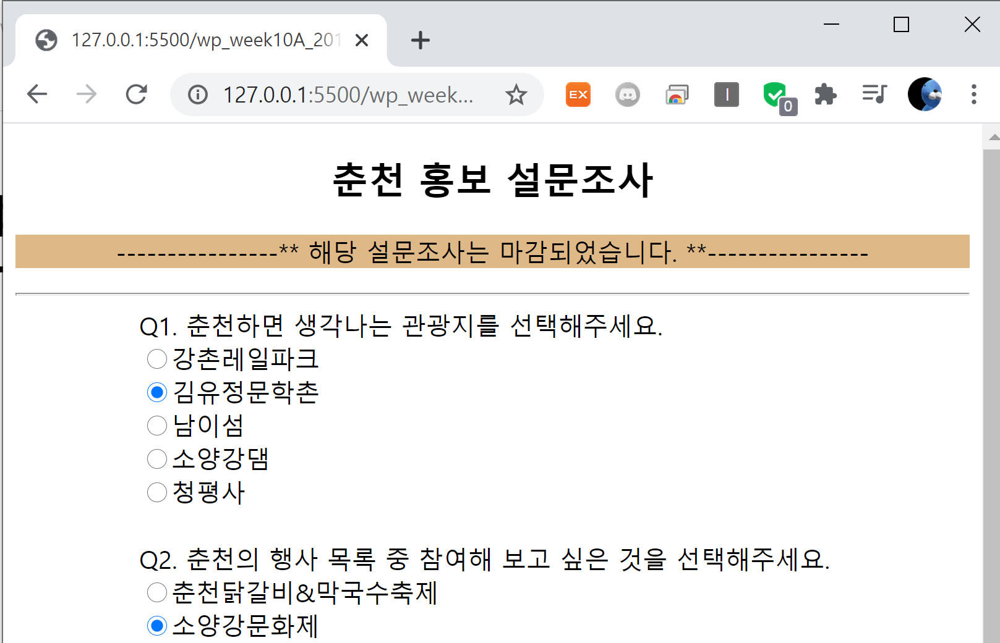 127.0.0.1:5500/wp_week10A_201
127.0.0.1:5500/wp_week...
EX
I
0
춘천 홍보 설문조사
----------------** 해당 설문조사는 마감되었습니다. **----------------
Q1. 춘천하면 생각나는 관광지를 선택해주세요.
강촌레일파크
김유정문학촌
남이섬
소양강댐
청평사
Q2. 춘천의 행사 목록 중 참여해 보고 싶은 것을 선택해주세요.
춘천닭갈비&막국수축제
소양강문화제